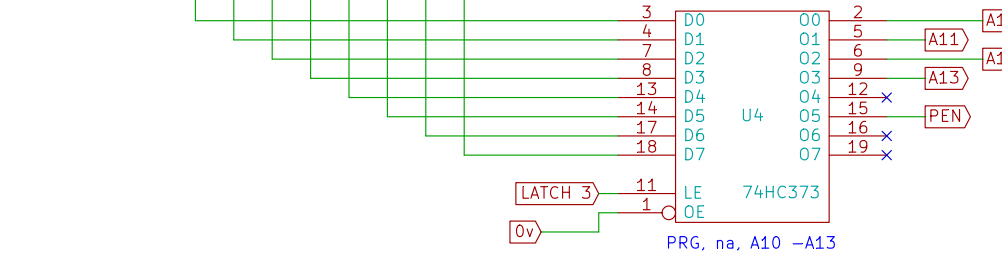 3 D0 O0 2 A1
4 D1 O1 5 A11
7 D2 O2 6 A1
8 D3 O3 9 A13
13 D4 O4 12
14 D5 U4 O5 15 PEN
17 D6 O6 16
18 D7 O7 19
LATCH 3 11 LE 74HC373
1 OE
0v
PRG, na, A10 -A13